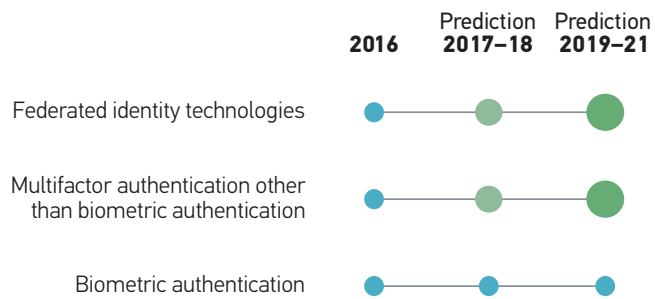 Prediction Prediction
2016 2017–18 2019–21
Federated identity technologies
Multifactor authentication other
than biometric authentication
Biometric authentication